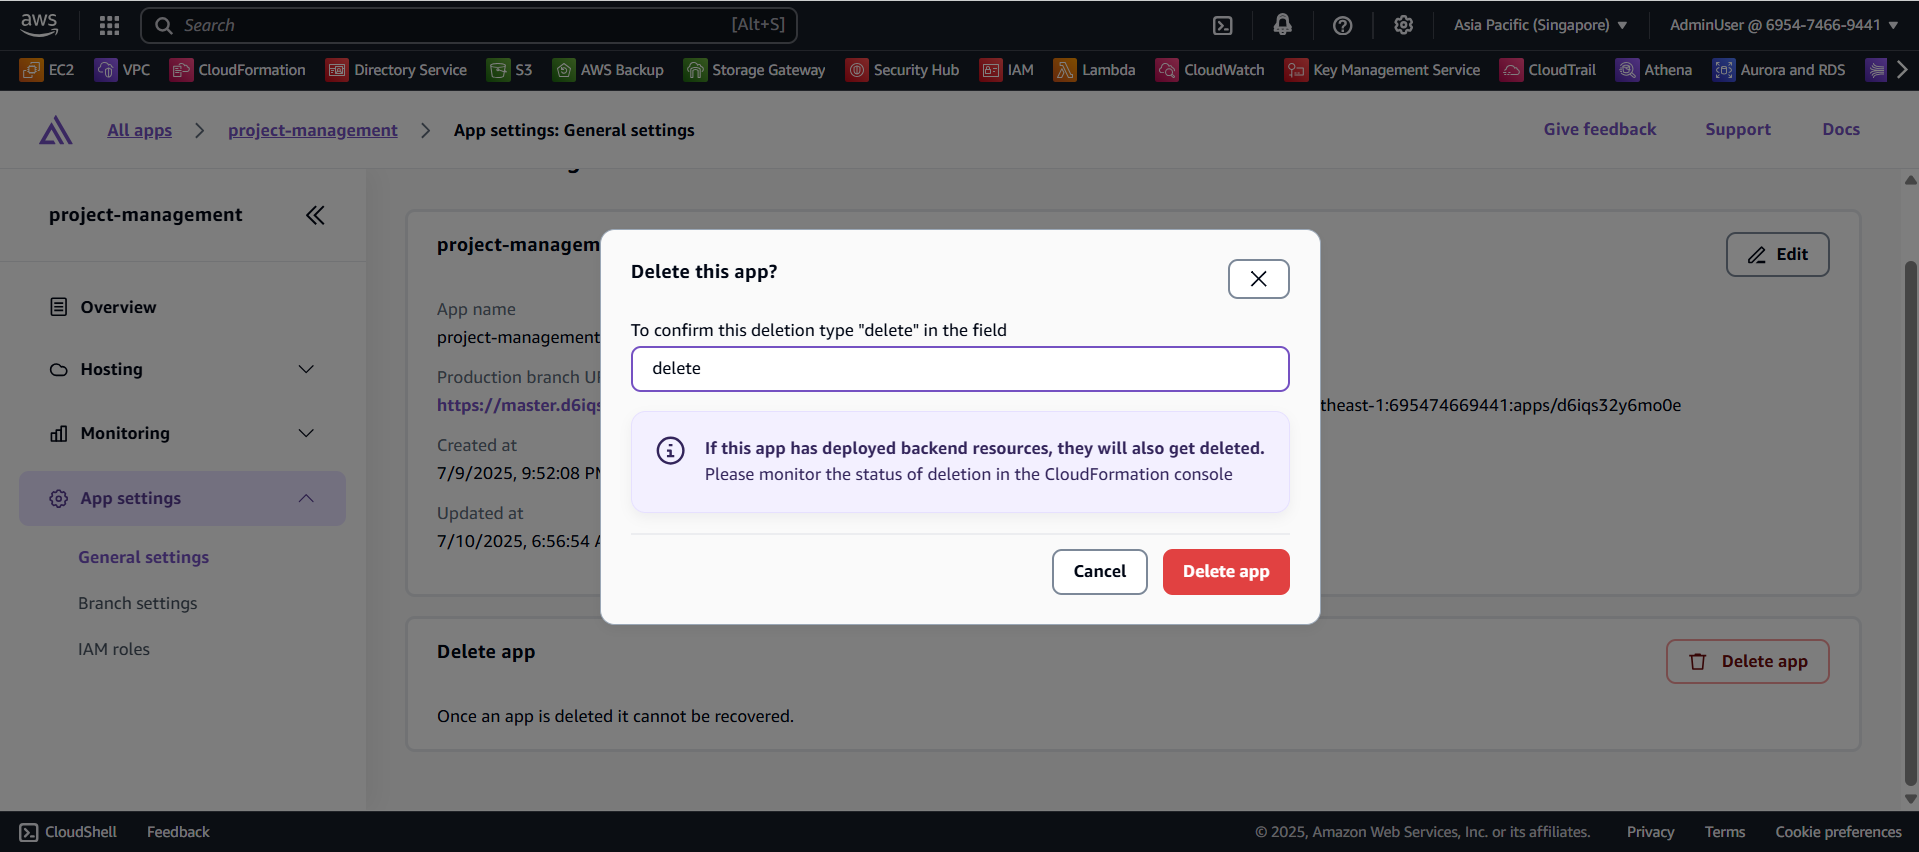 aws
Search [Alt+S]
Asia Pacific (Singapore)
AdminUser @ 6954-7466-9441
EC2 VPC CloudFormation Directory Service S3 AWS Backup Storage Gateway Security Hub IAM Lambda CloudWatch Key Management Service CloudTrail Athena Aurora and RDS
All apps project-management App settings: General settings
Give feedback Support Docs
project-management
Overview
Hosting
Monitoring
App settings
General settings
Branch settings
IAM roles
project-managem
Edit
App name
project-management
Production branch U
https://master.d6iqs
theast-1:695474669441:apps/d6iqs32y6mo0e
Created at
7/9/2025, 9:52:08 PM
Updated at
7/10/2025, 6:56:54 A
Delete this app?
To confirm this deletion type "delete" in the field
delete
If this app has deployed backend resources, they will also get deleted.
Please monitor the status of deletion in the CloudFormation console
Cancel Delete app
Delete app
Delete app
Once an app is deleted it cannot be recovered.
CloudShell Feedback
© 2025, Amazon Web Services, Inc. or its affiliates. Privacy Terms Cookie preferences